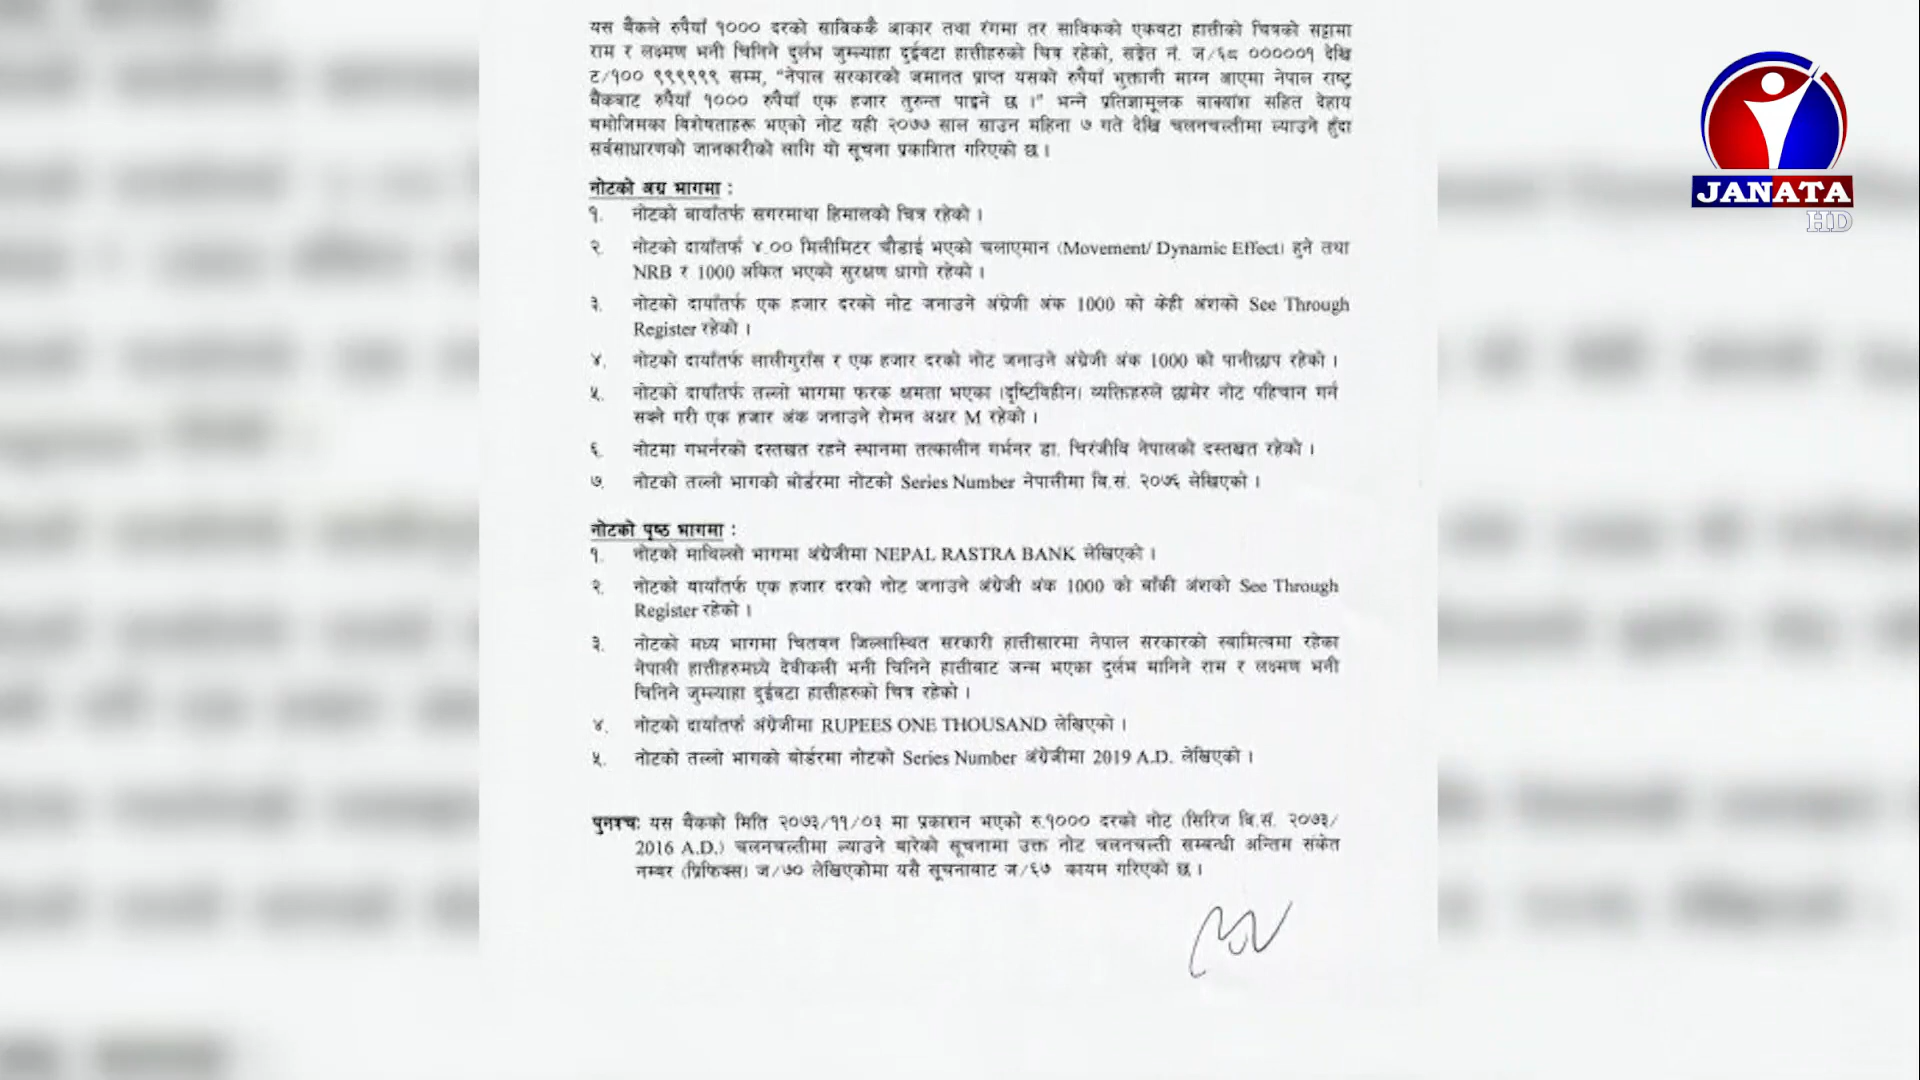 यस बैंकले रुपैयाँ १००० दरको साबिककै आकार तथा रंगमा तर साविकको एकवटा हात्तीको चित्रको सट्टामा
राम र लक्ष्मण भनी चिनिने दुर्लभ जुम्ल्याहा दुईवटा हात्तीहरुको चित्र रहेको, सङ्केत नं. ज/६८ ०००००१ देखि
ट/१०० ९९९९९९ सम्म, "नेपाल सरकारको जमानत प्राप्त यसको रुपैयाँ भुक्तानी माग्न आएमा नेपाल राष्ट्र
बैंकबाट रुपैयाँ १००० रुपैयाँ एक हजार तुरुन्त पाइने छ ।" भन्ने प्रतिज्ञामूलक वाक्यांश सहित देहाय
बमोजिमका विशेषताहरू भएको नोट यही २०७७ साल साउन महिना ७ गते देखि चलनचल्तीमा ल्याउने हुँदा
सर्वसाधारणको जानकारीको लागि यो सूचना प्रकाशित गरिएको छ ।
नोटको अग्र भागमा :
१. नोटको बायाँतर्फ सगरमाथा हिमालको चित्र रहेको ।
२. नोटको दायाँतर्फ ४.०० मिलीमिटर चौडाई भएको चलाएमान (Movement/ Dynamic Effect) हुने तथा
NRB र 1000 अंकित भएको सुरक्षण धागो रहेको ।
३. नोटको दायाँतर्फ एक हजार दरको नोट जनाउने अंग्रेजी अंक 1000 को केही अंशको See Through
Register रहेको ।
४. नोटको दायाँतर्फ लालीगुराँस र एक हजार दरको नोट जनाउने अंग्रेजी अंक 1000 को पानीछाप रहेको ।
५. नोटको दायाँतर्फ तल्लो भागमा फरक क्षमता भएका (दृष्टिविहीन) व्यक्तिहरुले छामेर नोट पहिचान गर्न
सक्ने गरी एक हजार अंक जनाउने रोमन अक्षर M रहेको ।
६. नोटमा गभर्नरको दस्तखत रहने स्थानमा तत्कालीन गर्भनर डा. चिरंजीवि नेपालको दस्तखत रहेको ।
७. नोटको तल्लो भागको बोर्डरमा नोटको Series Number नेपालीमा वि.सं. २०७६ लेखिएको ।
नोटको पृष्ठ भागमा :
१. नोटको माथिल्लो भागमा अंग्रेजीमा NEPAL RASTRA BANK लेखिएको ।
२. नोटको बायाँतर्फ एक हजार दरको नोट जनाउने अंग्रेजी अंक 1000 को बाँकी अंशको See Through
Register रहेको ।
३. नोटको मध्य भागमा चितवन जिल्लास्थित सरकारी हात्तीसारमा नेपाल सरकारको स्वामित्वमा रहेका
नेपाली हात्तीहरुमध्ये देवीकली भनी चिनिने हात्तीबाट जन्म भएका दुर्लभ मानिने राम र लक्ष्मण भनी
चिनिने जुम्ल्याहा दुईवटा हात्तीहरुको चित्र रहेको ।
४. नोटको दायाँतर्फ अंग्रेजीमा RUPEES ONE THOUSAND लेखिएको ।
५. नोटको तल्लो भागको बोर्डरमा नोटको Series Number अंग्रेजीमा 2019 A.D. लेखिएको ।
पुनश्चः यस बैंकको मिति २०७३/११/०३ मा प्रकाशन भएको रु.१००० दरको नोट (सिरिज वि.सं. २०७३/
2016 A.D.) चलनचल्तीमा ल्याउने बारेको सूचनामा उक्त नोट चलनचल्ती सम्बन्धी अन्तिम संकेत
नम्बर (प्रिफिक्स) ज/७० लेखिएकोमा यसै सूचनाबाट ज/६७ कायम गरिएको छ ।
JANATA
HD